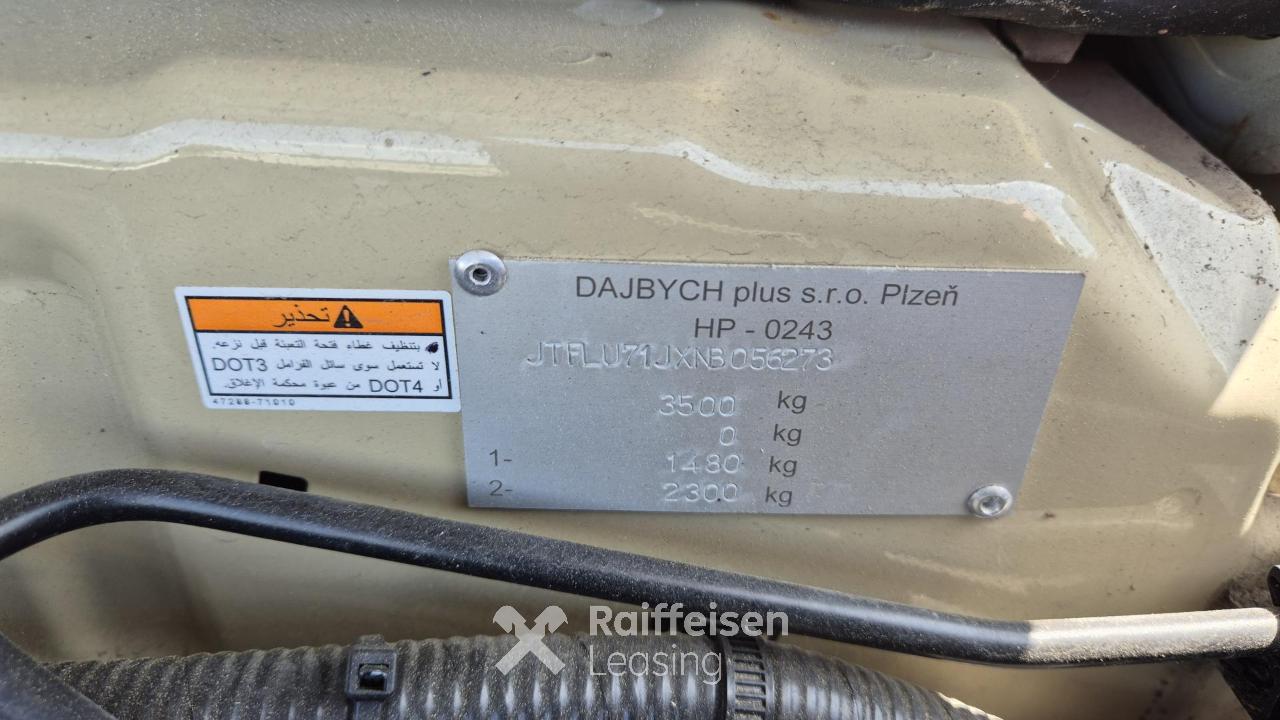 تحذير
بتنظيف غطاء فتحة التعبئة قبل نزعه.
لا تستعمل سوى سائل الفرامل DOT3
أو DOT4 من عبوة محكمة الإغلاق.
47286-71010
DAJBYCH plus s.r.o. Plzeň
HP - 0243
JTFLU71JXNB056273
3500 kg
0 kg
1- 1480 kg
2- 2300 kg
Raiffeisen
Leasing